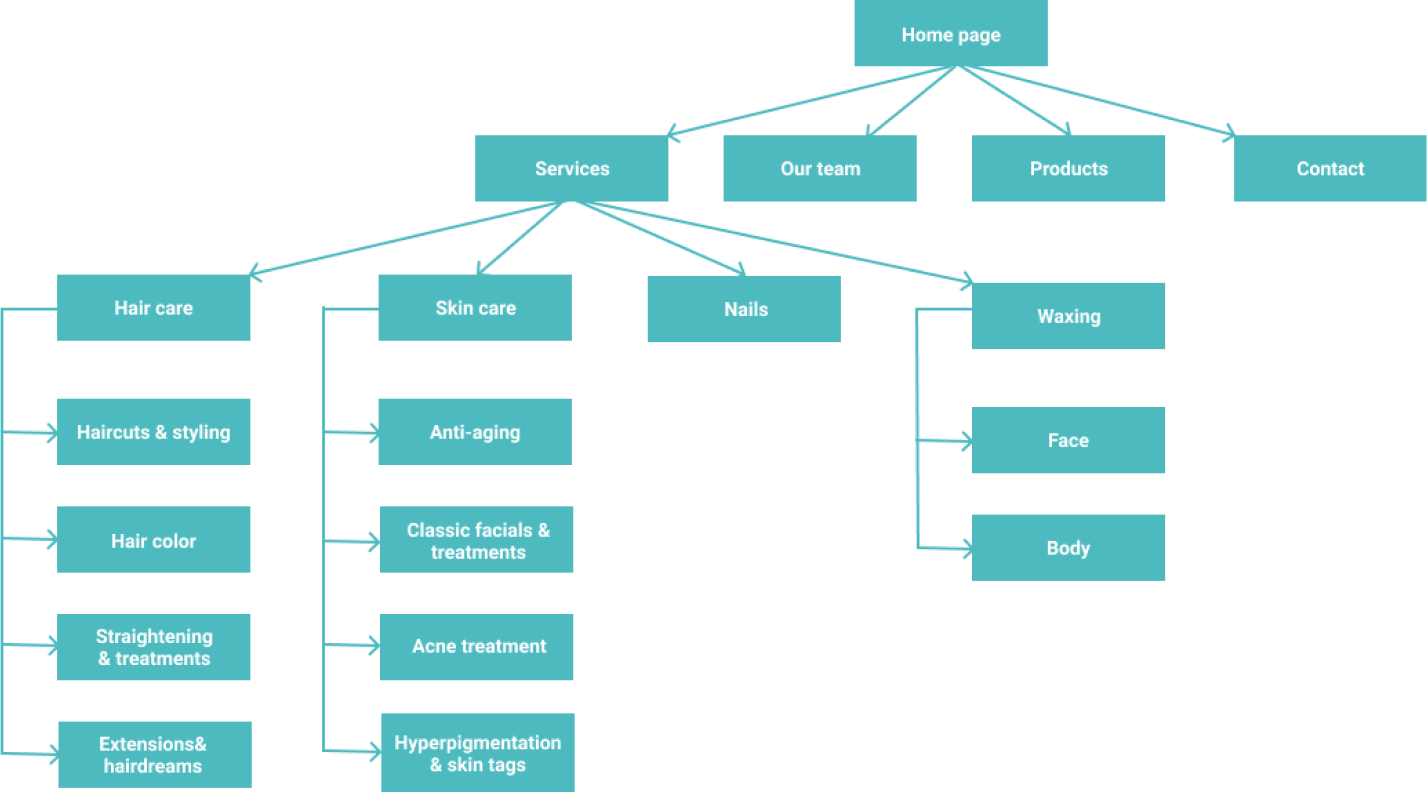 Home page
Services
Our team
Products
Contact
Hair care
Skin care
Nails
Waxing
Haircuts & styling
Anti-aging
Face
Hair color
Classic facials &
treatments
Body
Straightening
& treatments
Acne treatment
Extensions&
hairdreams
Hyperpigmentation
& skin tags